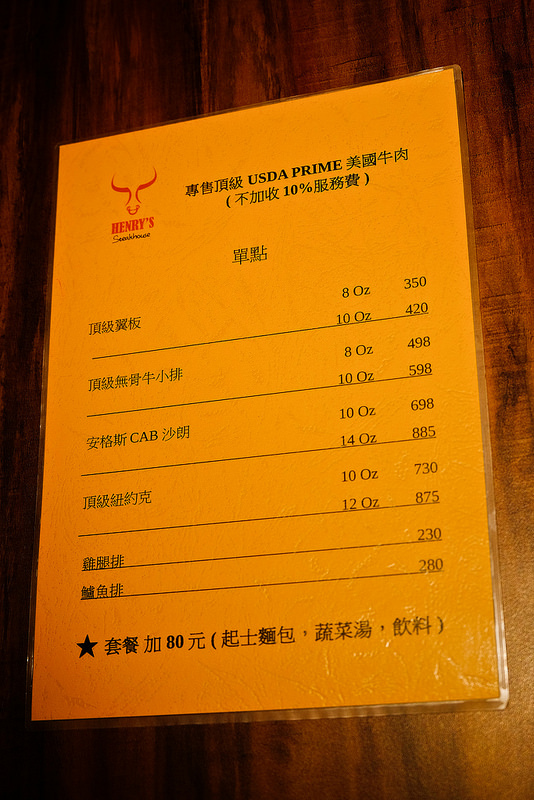 專售頂級 USDA PRIME 美國牛肉
( 不加收 10%服務費 )
HENRY'S
Steakhouse
單點
8 Oz 350
頂級翼板 10 Oz 420
8 Oz 498
頂級無骨牛小排 10 Oz 598
10 Oz 698
安格斯 CAB 沙朗 14 Oz 885
10 Oz 730
頂級紐約克 12 Oz 875
雞腿排 230
鱸魚排 280
★ 套餐 加 80 元 ( 起士麵包，蔬菜湯，飲料 )